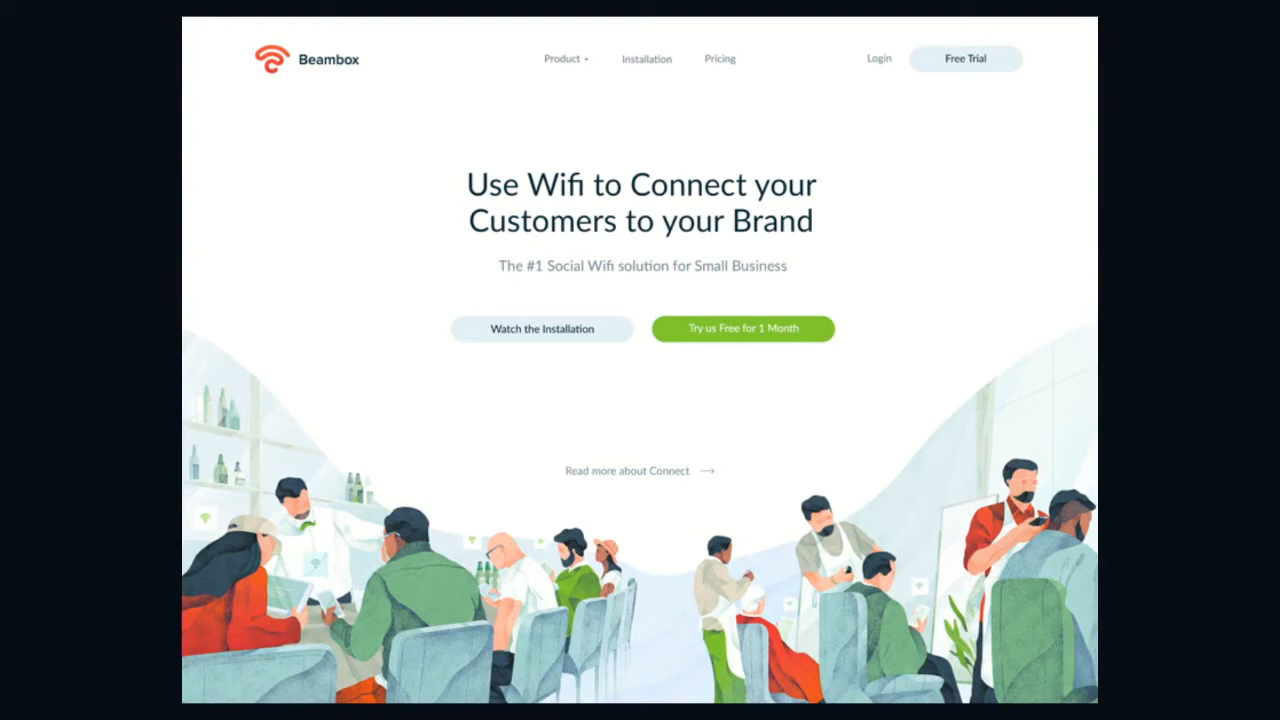 Beambox
Product
Installation
Pricing
Login
Free Trial
Use Wifi to Connect your
Customers to your Brand
The #1 Social Wifi solution for Small Business
Watch the Installation
Try us Free for 1 Month
Read more about Connect